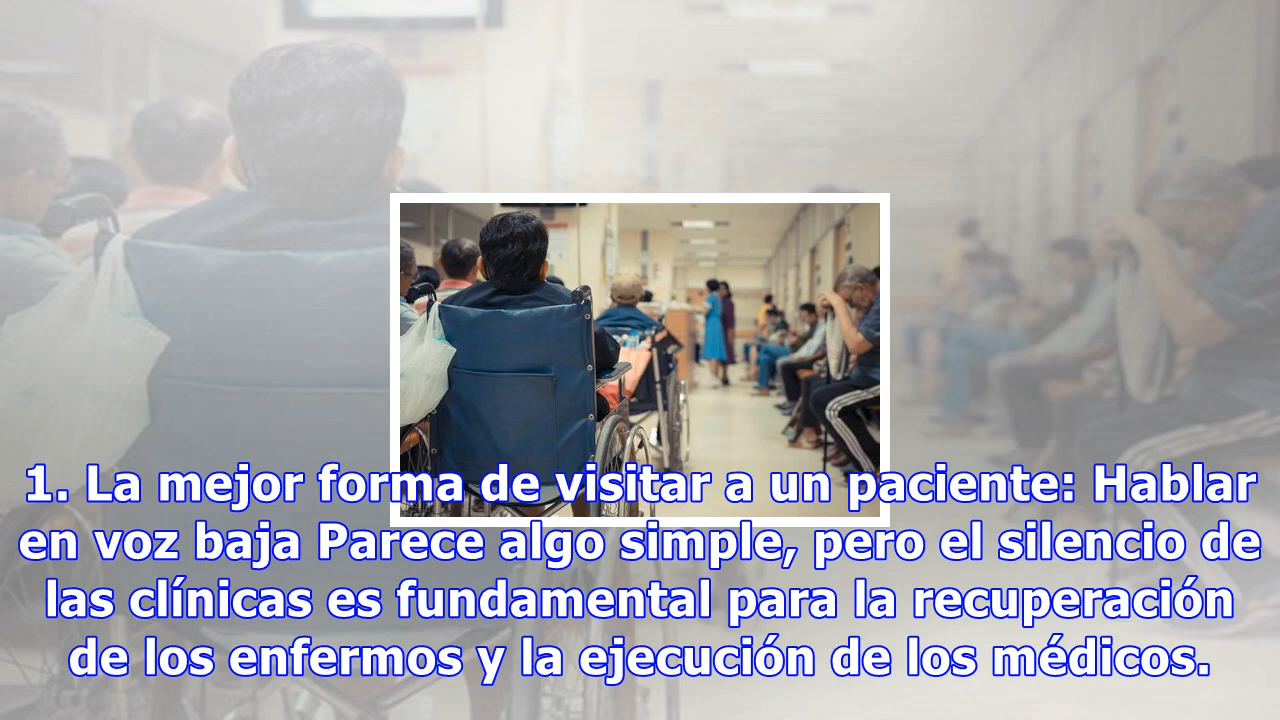 1. La mejor forma de visitar a un paciente: Hablar
en voz baja Parece algo simple, pero el silencio de
las clínicas es fundamental para la recuperación
de los enfermos y la ejecución de los médicos.